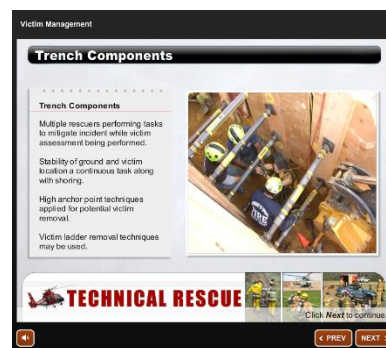 Victim Management
Trench Components
Trench Components
Multiple rescuers performing tasks
to mitigate incident while victim
assessment being performed.
Stability of ground and victim
location a continuous task along
with shoring.
High anchor point techniques
applied for potential victim
removal.
Victim ladder removal techniques
may be used.
FIRE
TECHNICAL RESCUE
Click Next to continue
< PREV
NEXT >